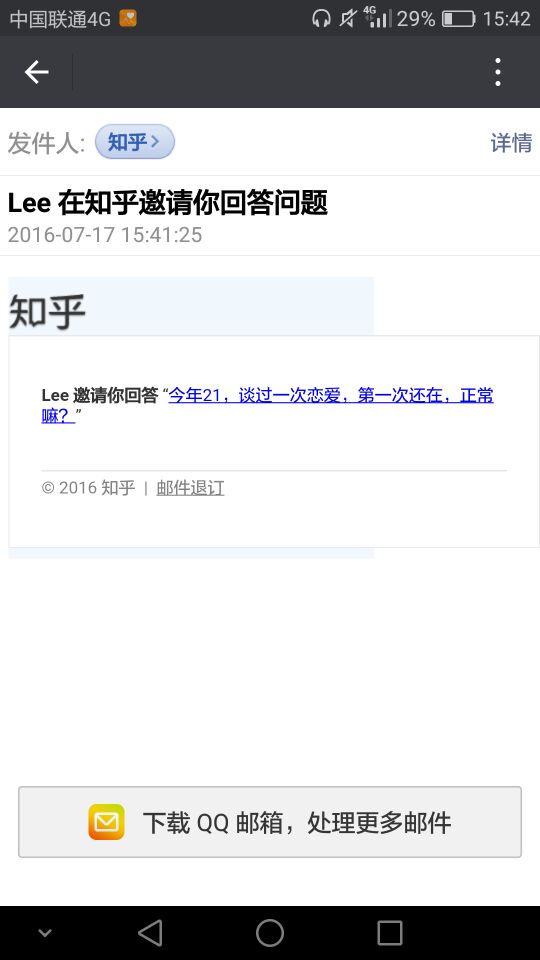 中国联通4G 4G 29% 15:42
发件人: 知乎 详情
Lee 在知乎邀请你回答问题
2016-07-17 15:41:25
知乎
Lee 邀请你回答 “今年21，谈过一次恋爱，第一次还在，正常
嘛？”
© 2016 知乎 | 邮件退订
下载 QQ 邮箱，处理更多邮件